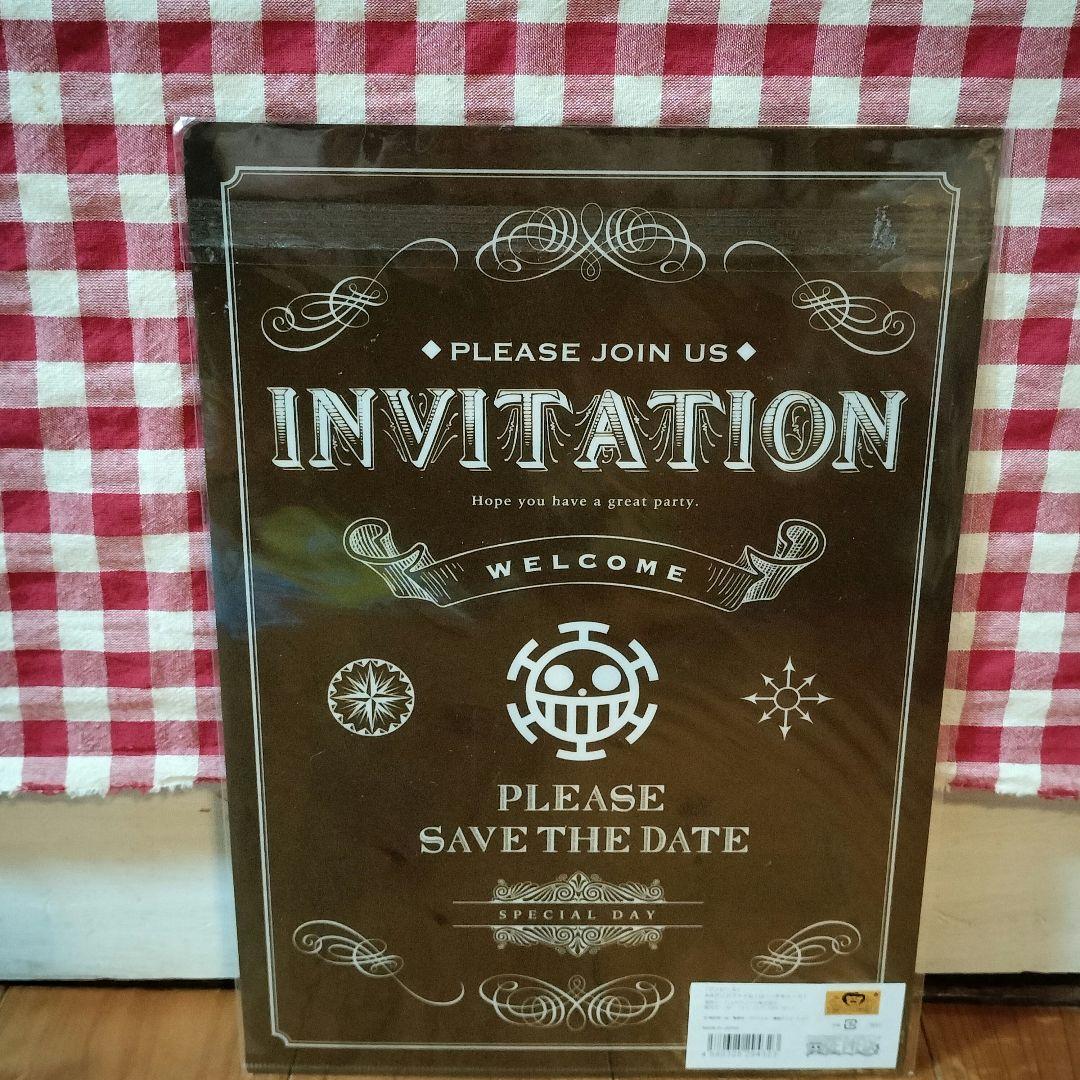 PLEASE JOIN US
INVITATION
Hope you have a great party.
WELCOME
PLEASE
SAVE THE DATE
SPECIAL DAY